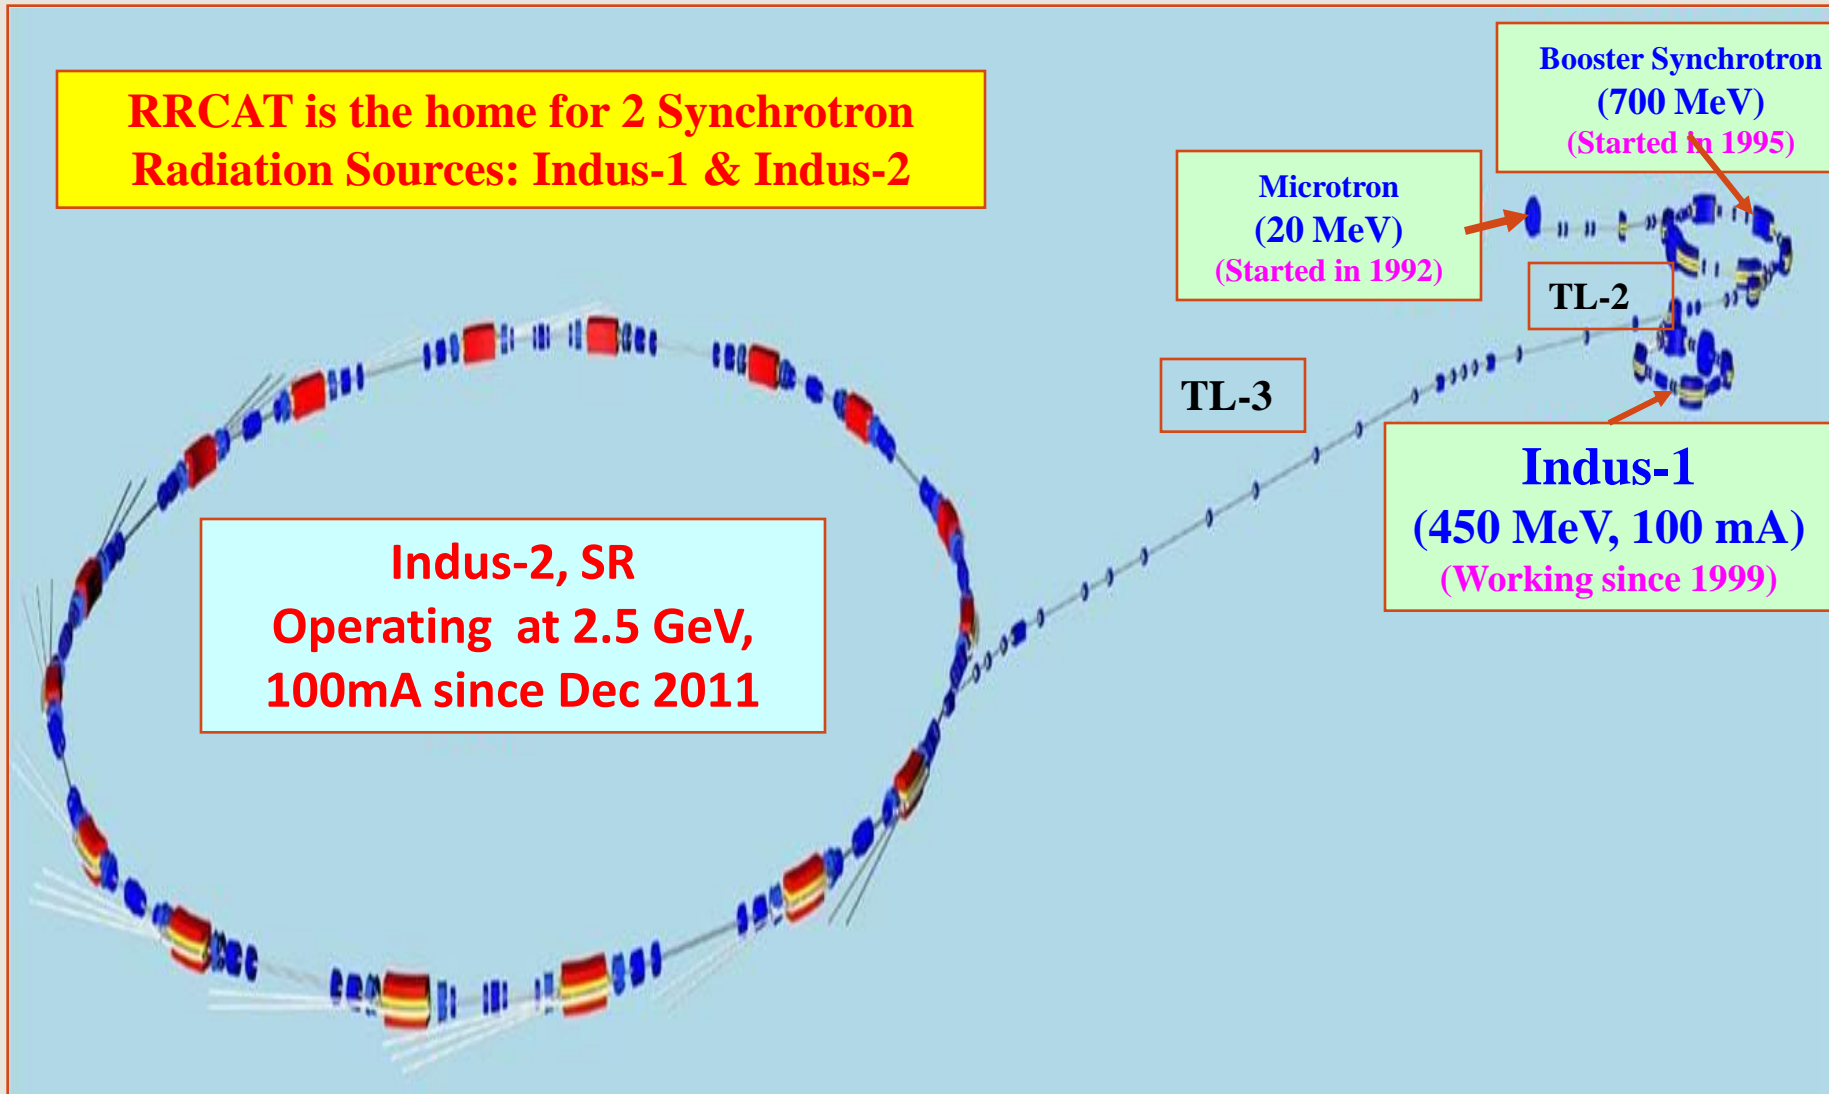 RRCAT is the home for 2 Synchrotron
Radiation Sources: Indus-1 & Indus-2
Booster Synchrotron
(700 MeV)
(Started in 1995)
Microtron
(20 MeV)
(Started in 1992)
TL-2
TL-3
Indus-1
(450 MeV, 100 mA)
(Working since 1999)
Indus-2, SR
Operating at 2.5 GeV,
100mA since Dec 2011